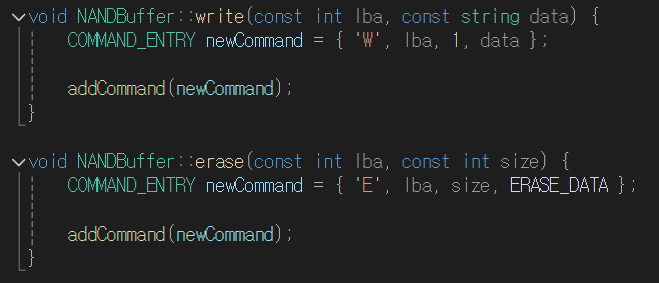 void NANDBuffer::write(const int lba, const string data) {
    COMMAND_ENTRY newCommand = { 'W', lba, 1, data };
    addCommand(newCommand);
}
void NANDBuffer::erase(const int lba, const int size) {
    COMMAND_ENTRY newCommand = { 'E', lba, size, ERASE_DATA };
    addCommand(newCommand);
}